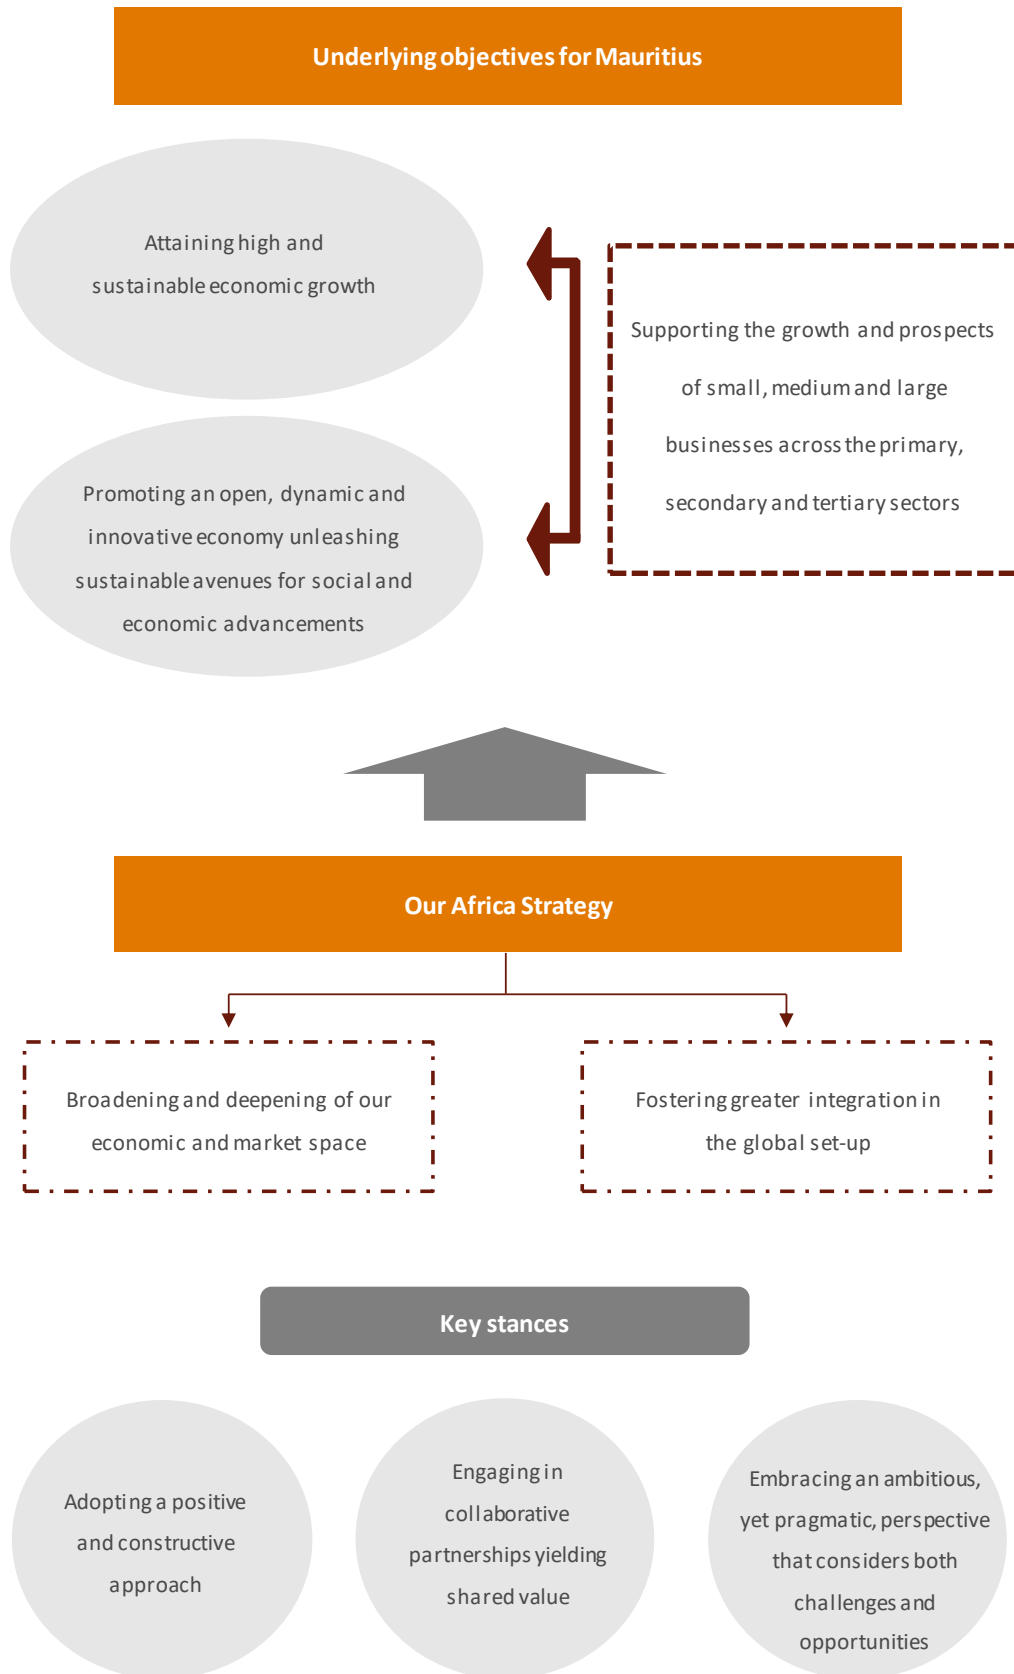 Underlying objectives for Mauritius
Attaining high and
sustainable economic growth
Supporting the growth and prospects
of small, medium and large
businesses across the primary,
secondary and tertiary sectors
Promoting an open, dynamic and
innovative economy unleashing
sustainable avenues for social and
economic advancements
Our Africa Strategy
Broadening and deepening of our
economic and market space
Fostering greater integration in
the global set-up
Key stances
Adopting a positive
and constructive
approach
Engaging in
collaborative
partnerships yielding
shared value
Embracing an ambitious,
yet pragmatic, perspective
that considers both
challenges and
opportunities